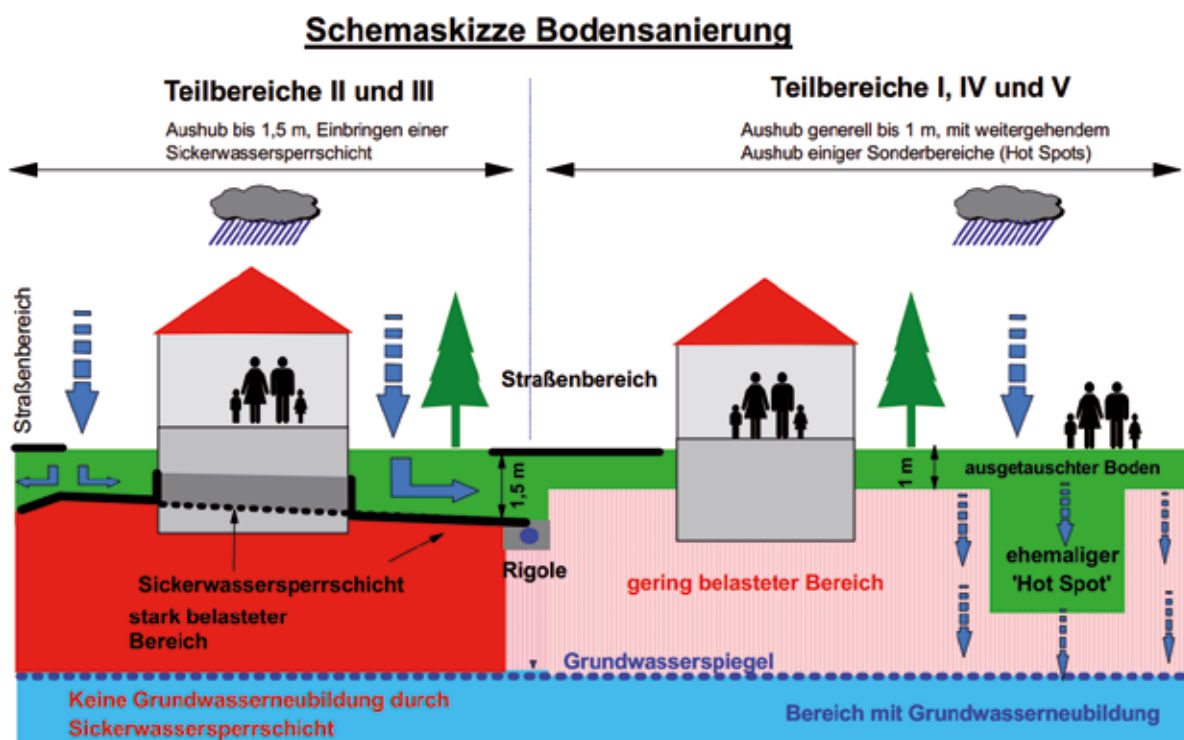 Schemaskizze Bodensanierung
Teilbereiche II und III
Aushub bis 1,5 m, Einbringen einer
Sickerwassersperrschicht
Teilbereiche I, IV und V
Aushub generell bis 1 m, mit weitergehendem
Aushub einiger Sonderbereiche (Hot Spots)
Straßenbereich
Straßenbereich
1,5 m
1 m
ausgetauschter Boden
ehemaliger
'Hot Spot'
Sickerwassersperrschicht
stark belasteter
Bereich
Rigole
gering belasteter Bereich
Grundwasserspiegel
Keine Grundwasserneubildung durch
Sickerwassersperrschicht
Bereich mit Grundwasserneubildung